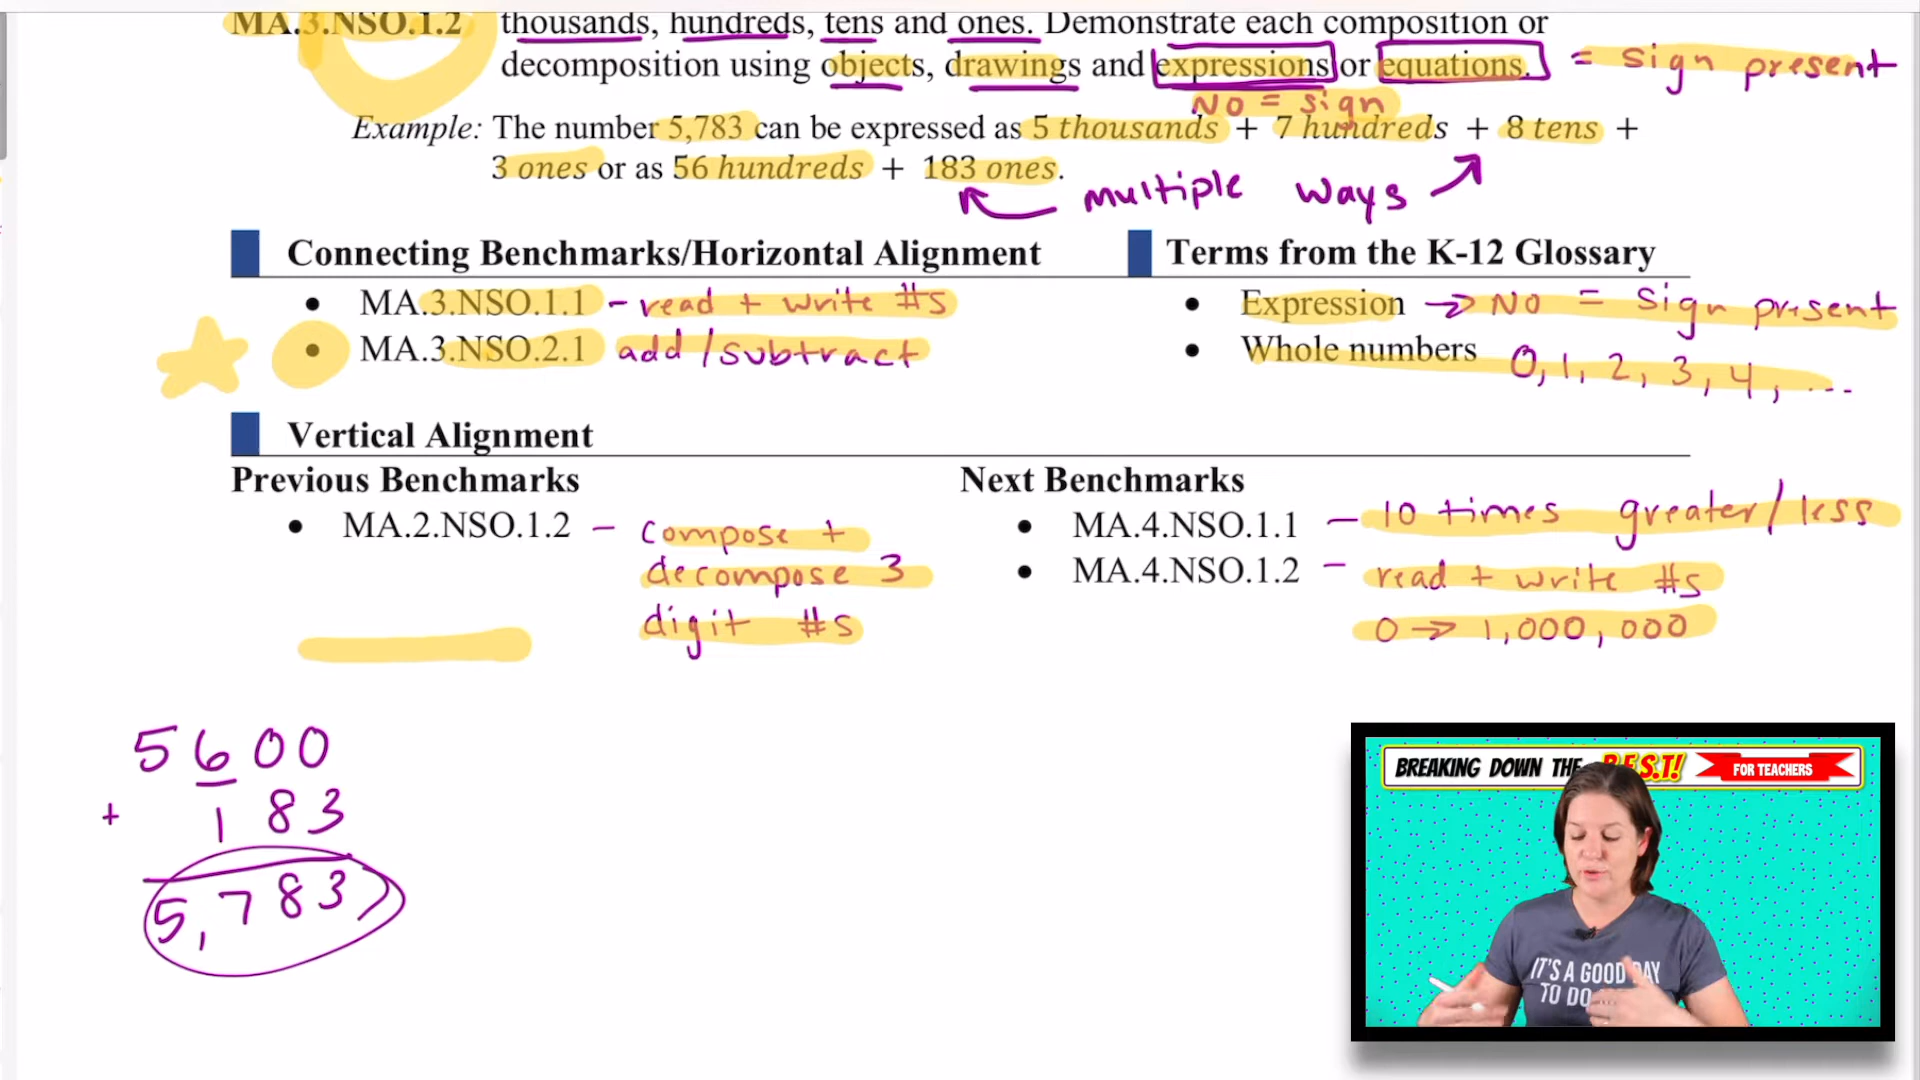 MA.3.NSO.1.2 thousands, hundreds, tens and ones. Demonstrate each composition or
decomposition using objects, drawings and expressions or equations. = sign present
NO = sign
Example: The number 5,783 can be expressed as 5 thousands + 7 hundreds + 8 tens +
3 ones or as 56 hundreds + 183 ones.
multiple ways
Connecting Benchmarks/Horizontal Alignment
MA.3.NSO.1.1 - read + write #s
MA.3.NSO.2.1 add/subtract
Terms from the K-12 Glossary
Expression → NO = sign present
Whole numbers 0, 1, 2, 3, 4, ...
Vertical Alignment
Previous Benchmarks
MA.2.NSO.1.2 - compose +
decompose 3
digit #s
Next Benchmarks
MA.4.NSO.1.1 - 10 times greater/less
MA.4.NSO.1.2 - read + write #s
0 → 1,000,000
5600
+ 183
5,783
BREAKING DOWN THE B.E.S.T! FOR TEACHERS
IT'S A GOOD DAY
TO DO